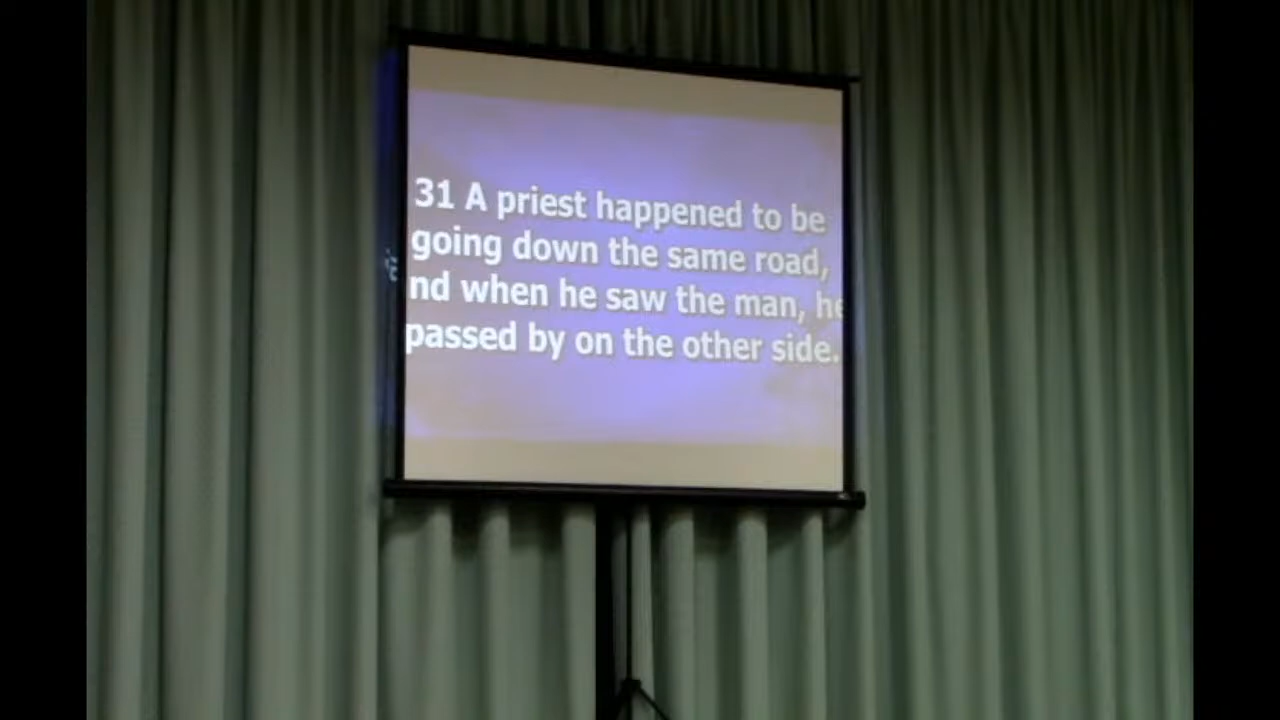 31 A priest happened to be
going down the same road,
nd when he saw the man, he
passed by on the other side.